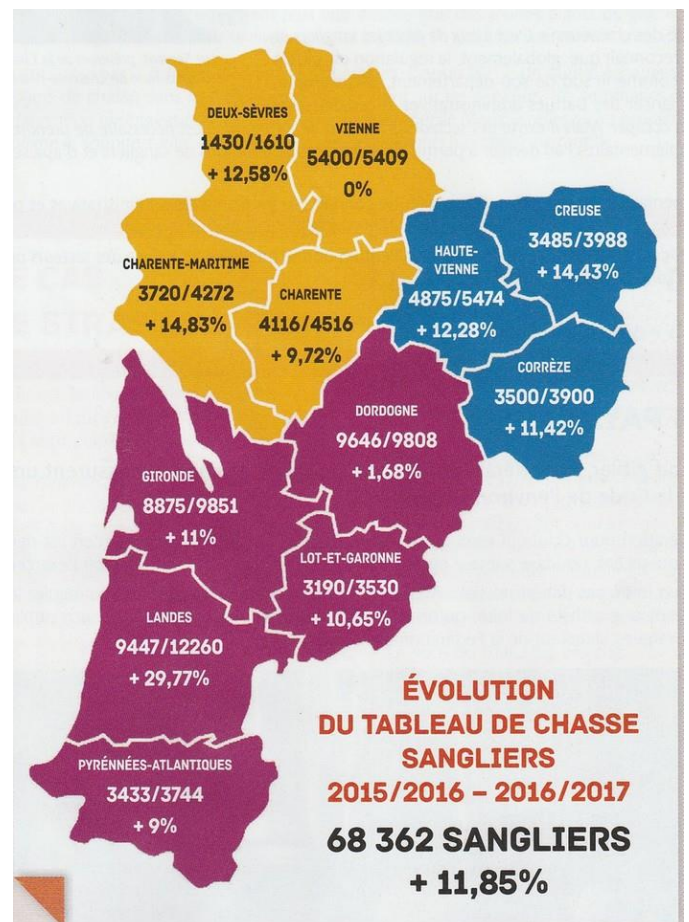 DEUX-SÈVRES
1430/1610
+ 12,58%
VIENNE
5400/5409
0%
CREUSE
3485/3988
+ 14,43%
HAUTE-
VIENNE
4875/5474
+ 12,28%
CHARENTE-MARITIME
3720/4272
+ 14,83%
CHARENTE
4116/4516
+ 9,72%
CORRÈZE
3500/3900
+ 11,42%
DORDOGNE
9646/9808
+ 1,68%
GIRONDE
8875/9851
+ 11%
LOT-ET-GARONNE
3190/3530
+ 10,65%
LANDES
9447/12260
+ 29,77%
PYRÉNNÉES-ATLANTIQUES
3433/3744
+ 9%
ÉVOLUTION
DU TABLEAU DE CHASSE
SANGLIERS
2015/2016 – 2016/2017
68 362 SANGLIERS
+ 11,85%